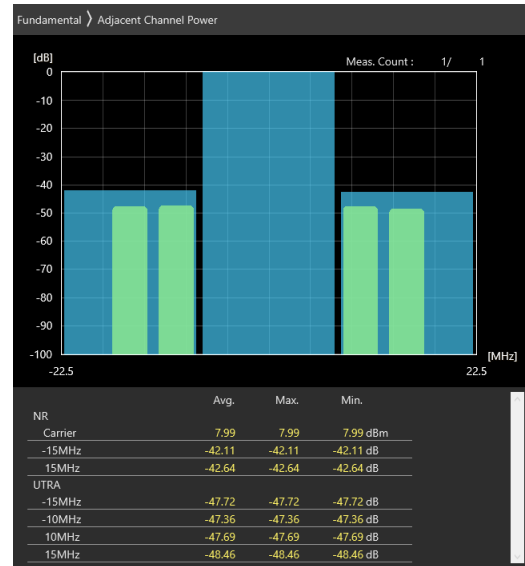 Fundamental 〉 Adjacent Channel Power
[dB]
Meas. Count : 1/ 1
0
-10
-20
-30
-40
-50
-60
-70
-80
-90
-100
[MHz]
-22.5 22.5
Avg. Max. Min.
NR
Carrier 7.99 7.99 7.99 dBm
-15MHz -42.11 -42.11 -42.11 dB
15MHz -42.64 -42.64 -42.64 dB
UTRA
-15MHz -47.72 -47.72 -47.72 dB
-10MHz -47.36 -47.36 -47.36 dB
10MHz -47.69 -47.69 -47.69 dB
15MHz -48.46 -48.46 -48.46 dB